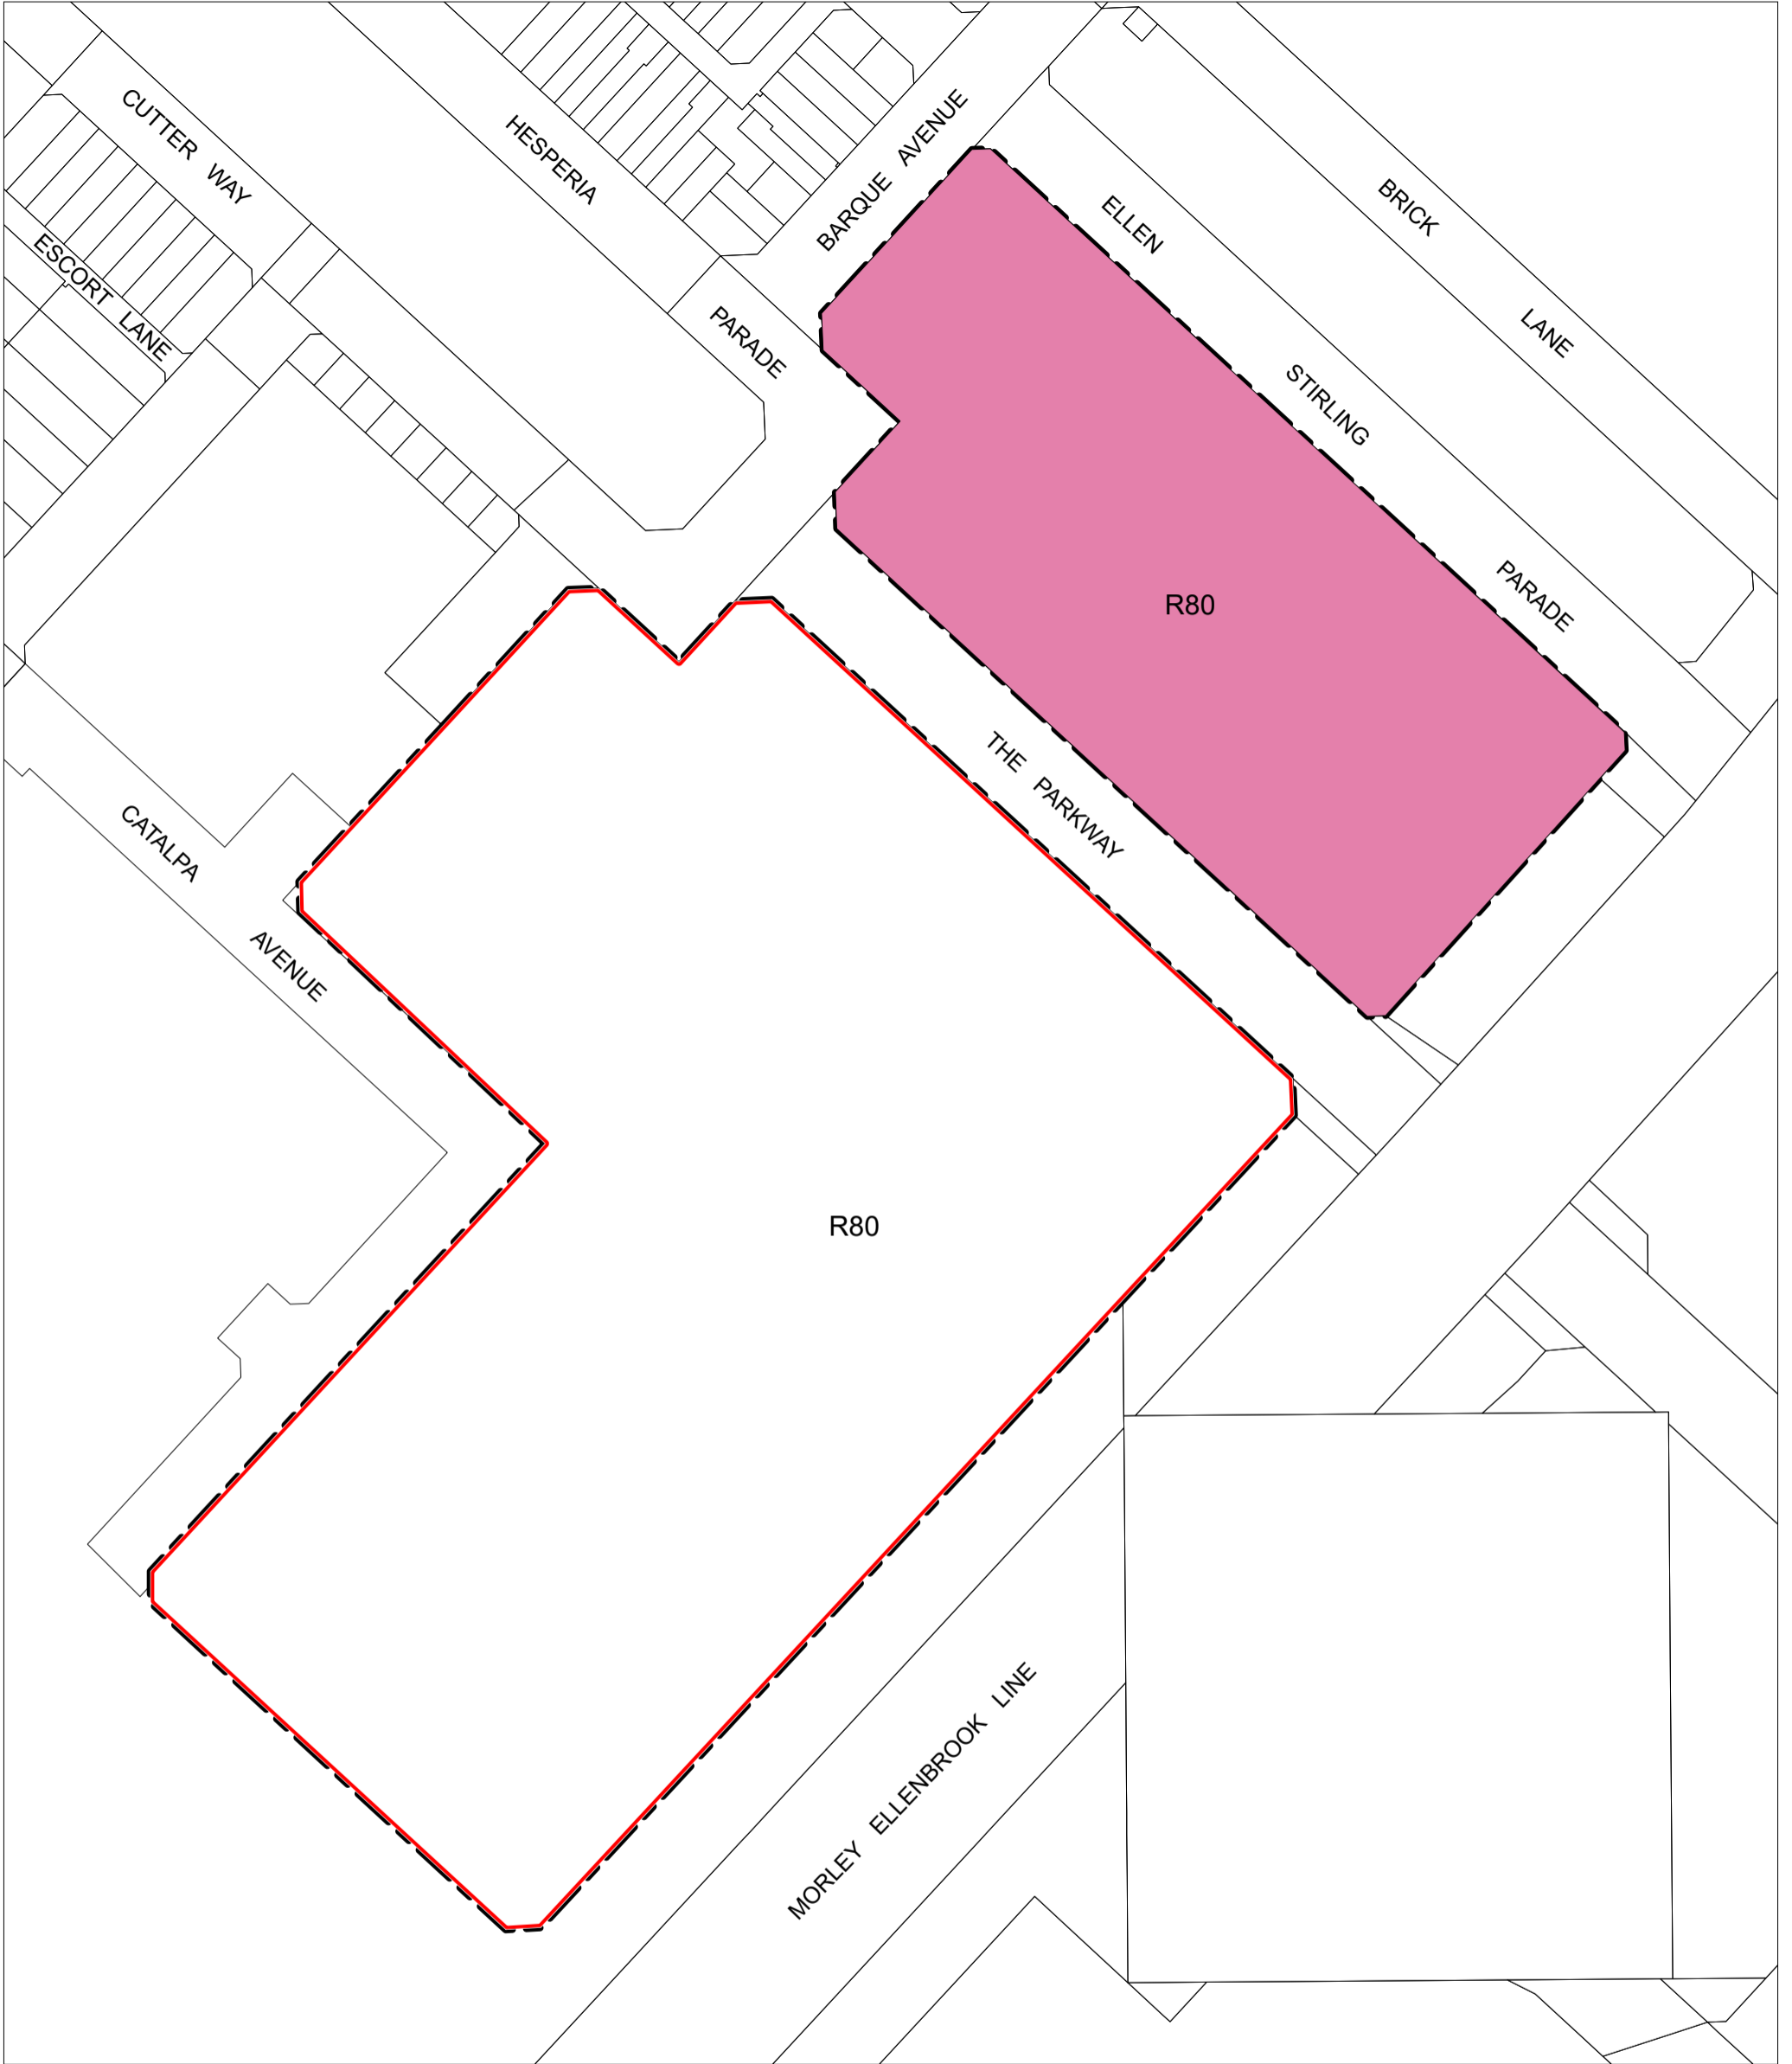 CUTTER WAY
HESPERIA
BARQUE AVENUE
ELLEN
BRICK
ESCORT LANE
PARADE
LANE
STIRLING
PARADE
R80
THE PARKWAY
CATALPA
AVENUE
R80
MORLEY ELLENBROOK LINE